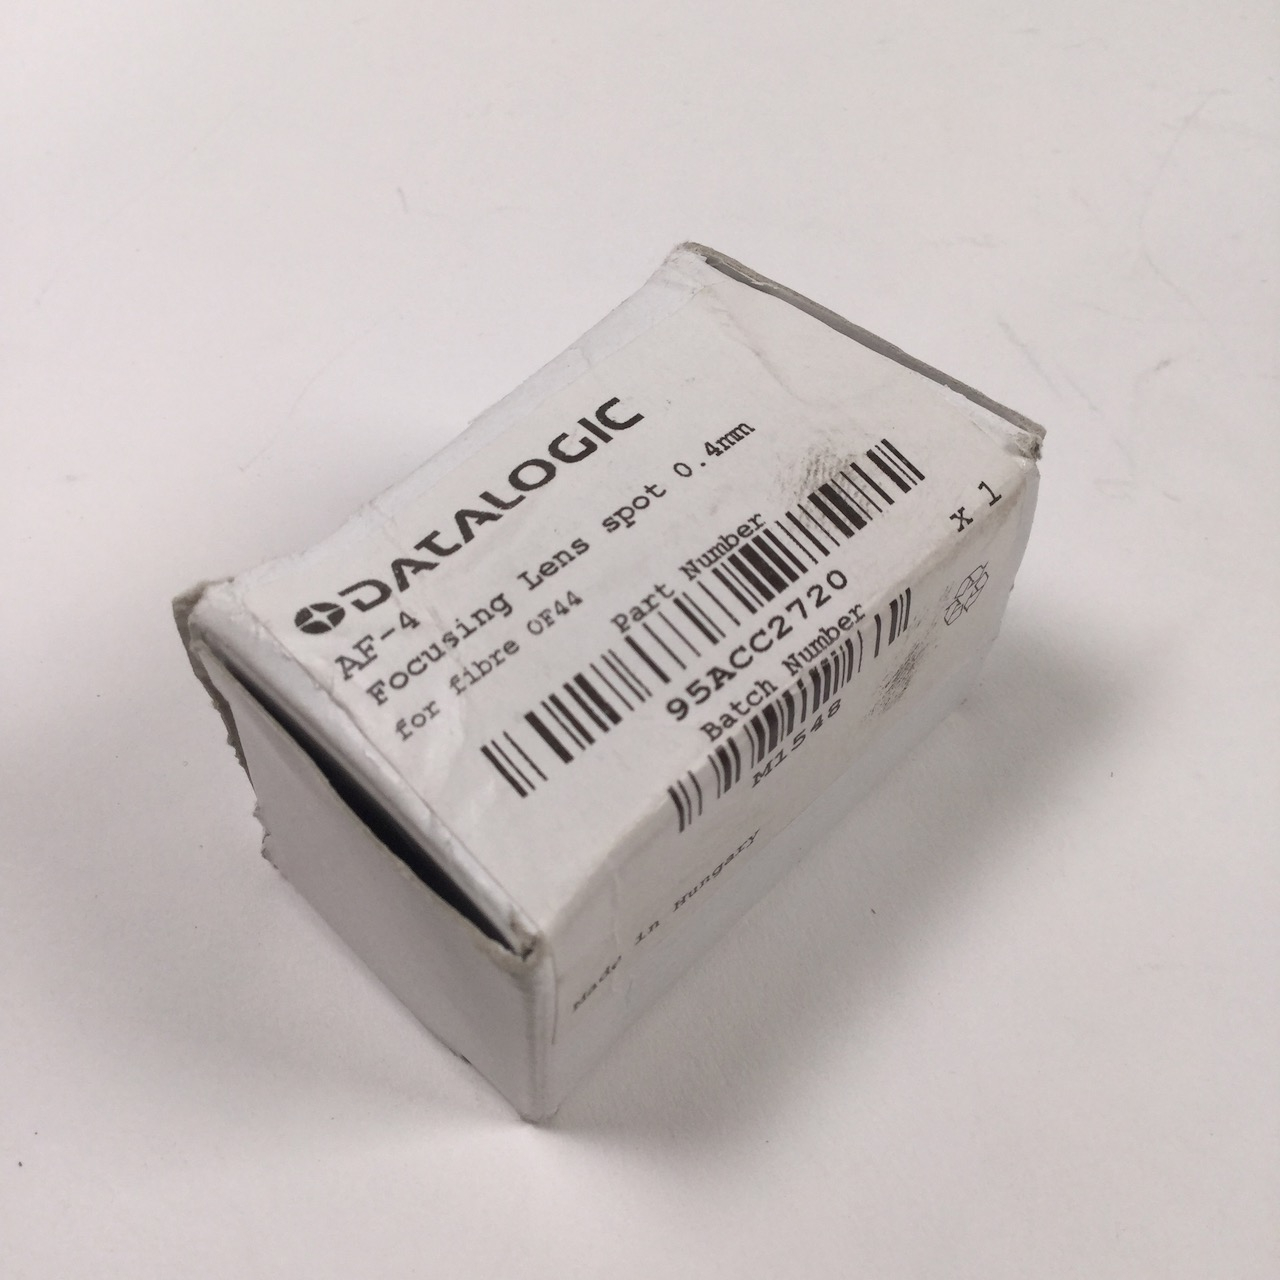 DATALOGIC
AF-4
Focusing Lens spot 0.4mm
for fibre OF44
Part Number
95ACC2720
x 1
Batch Number
M1548
Made in Hungary